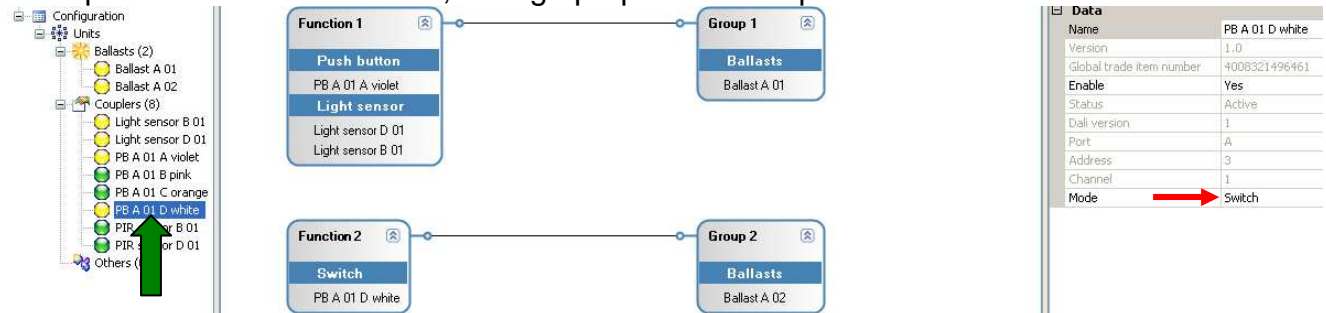 Configuration
Units
Ballasts (2)
Ballast A 01
Ballast A 02
Couplers (8)
Light sensor B 01
Light sensor D 01
PB A 01 A violet
PB A 01 B pink
PB A 01 C orange
PB A 01 D white
PIR or B 01
PIR or D 01
Others (
Function 1
Push button
PB A 01 A violet
Light sensor
Light sensor D 01
Light sensor B 01
Group 1
Ballasts
Ballast A 01
Function 2
Switch
PB A 01 D white
Group 2
Ballasts
Ballast A 02
Data
Name PB A 01 D white
Version 1.0
Global trade item number 4008321496461
Enable Yes
Status Active
Dali version 1
Port A
Address 3
Channel 1
Mode Switch